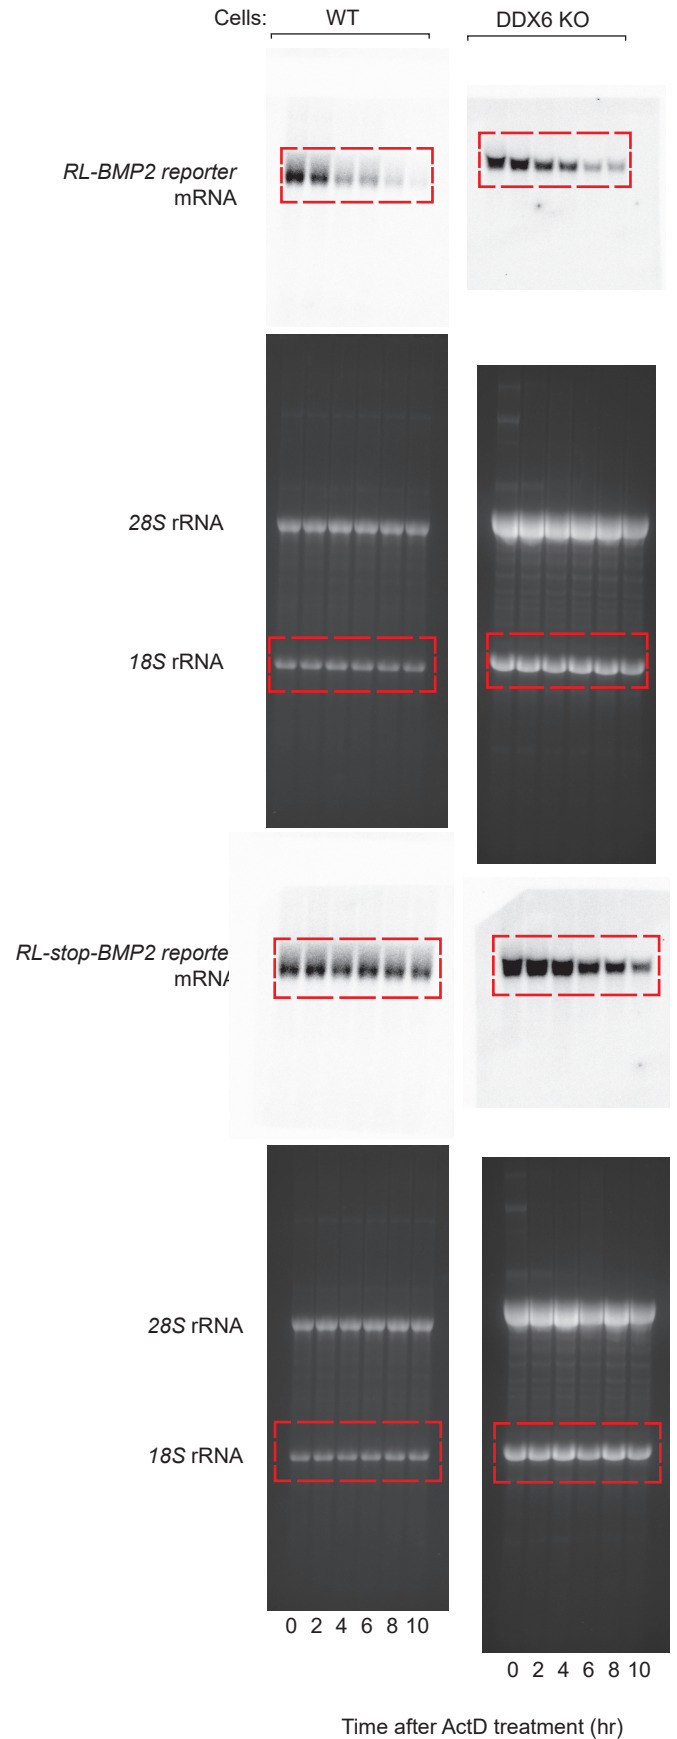 Cells: WT DDX6 KO
RL-BMP2 reporter
mRNA
28S rRNA
18S rRNA
RL-stop-BMP2 reporte
mRNA
28S rRNA
18S rRNA
0 2 4 6 8 10
0 2 4 6 8 10
Time after ActD treatment (hr)